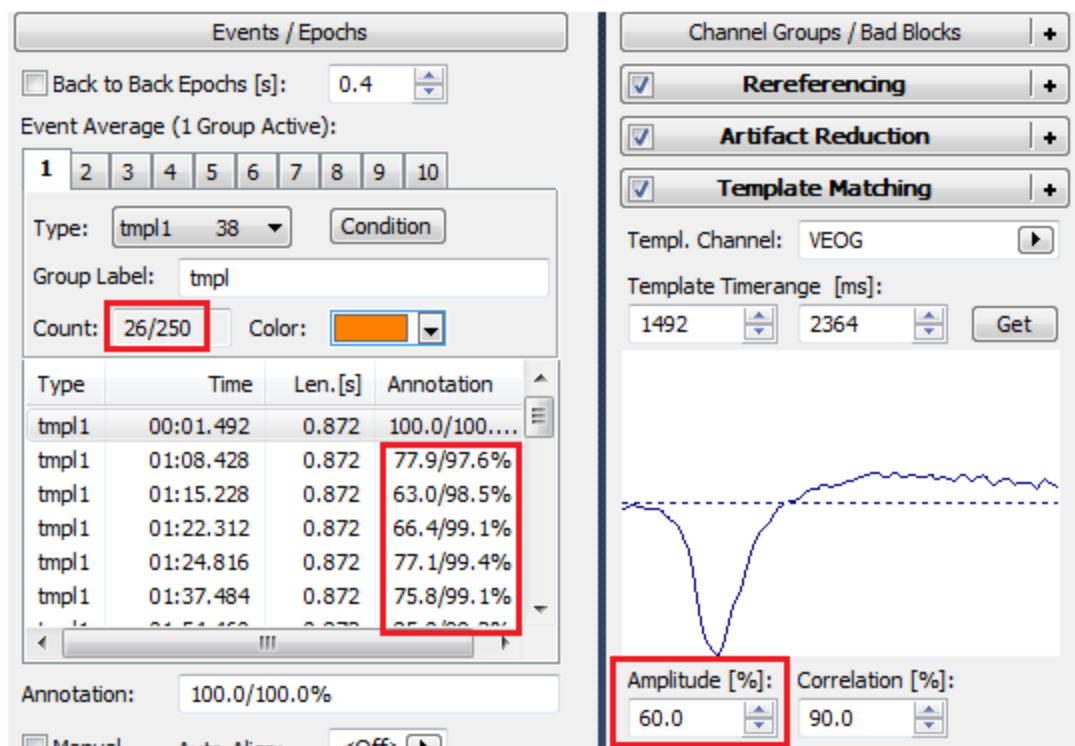 Events / Epochs
Back to Back Epochs [s]: 0.4
Event Average (1 Group Active):
1 2 3 4 5 6 7 8 9 10
Type: tmpl1 38 Condition
Group Label: tmpl
Count: 26/250 Color:
Type Time Len.[s] Annotation
tmpl1 00:01.492 0.872 100.0/100....
tmpl1 01:08.428 0.872 77.9/97.6%
tmpl1 01:15.228 0.872 63.0/98.5%
tmpl1 01:22.312 0.872 66.4/99.1%
tmpl1 01:24.816 0.872 77.1/99.4%
tmpl1 01:37.484 0.872 75.8/99.1%
Annotation: 100.0/100.0%
Channel Groups / Bad Blocks +
Rereferencing +
Artifact Reduction +
Template Matching +
Templ. Channel: VEOG
Template Timerange [ms]:
1492 2364 Get
Amplitude [%]: Correlation [%]:
60.0 90.0